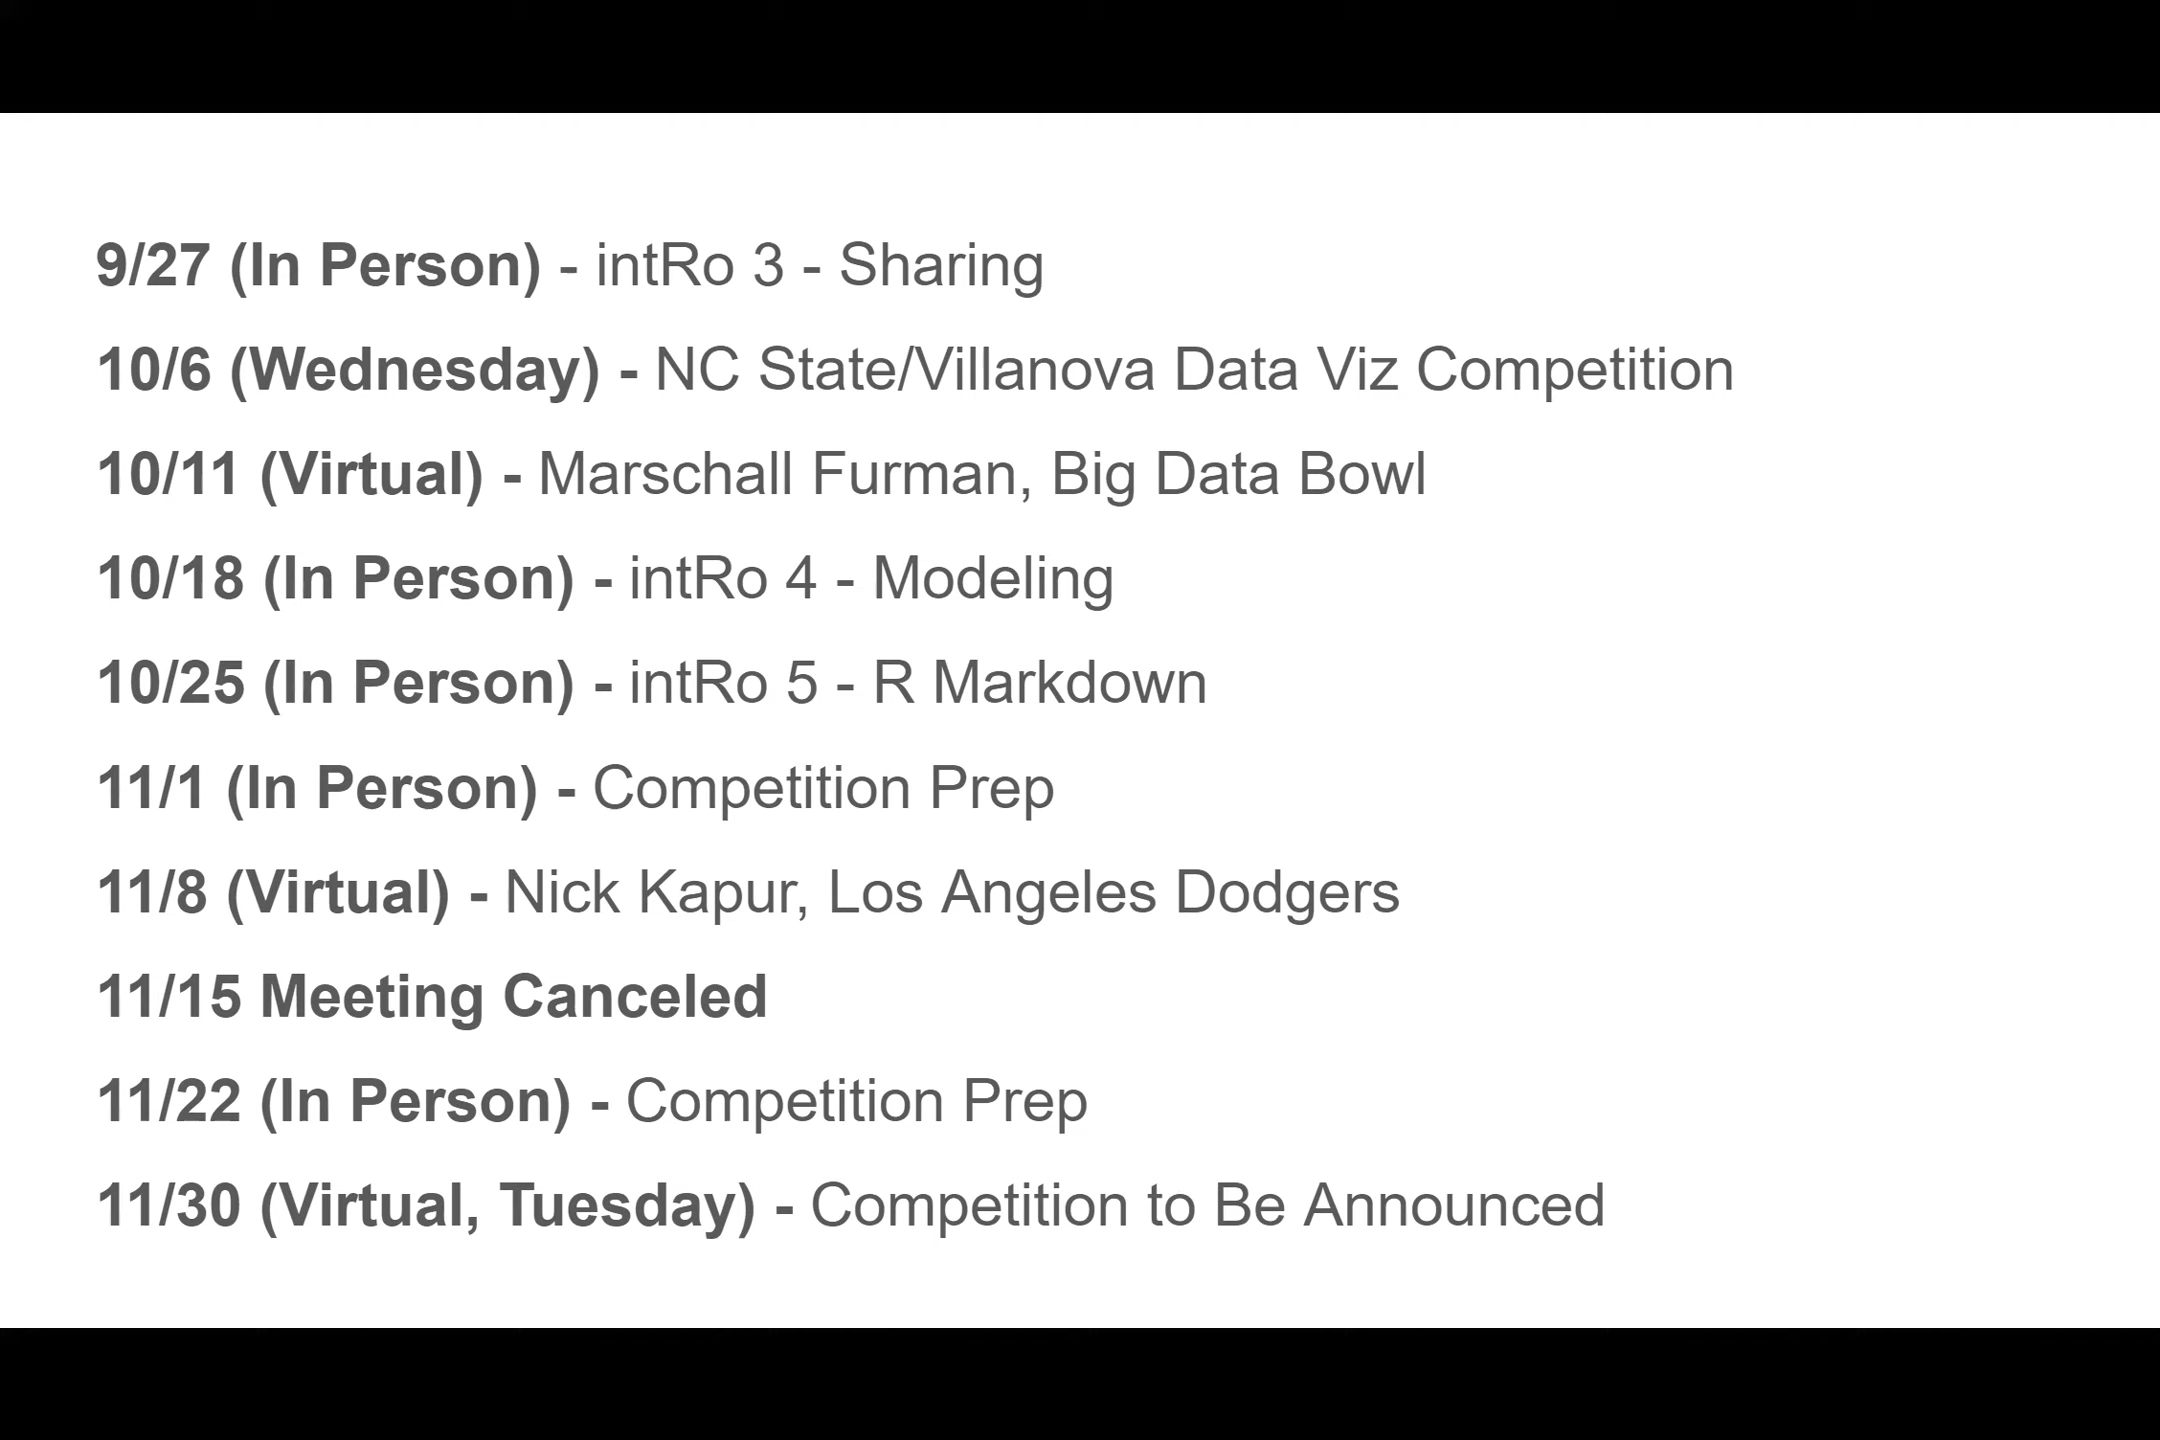 9/27 (In Person) - intRo 3 - Sharing
10/6 (Wednesday) - NC State/Villanova Data Viz Competition
10/11 (Virtual) - Marschall Furman, Big Data Bowl
10/18 (In Person) - intRo 4 - Modeling
10/25 (In Person) - intRo 5 - R Markdown
11/1 (In Person) - Competition Prep
11/8 (Virtual) - Nick Kapur, Los Angeles Dodgers
11/15 Meeting Canceled
11/22 (In Person) - Competition Prep
11/30 (Virtual, Tuesday) - Competition to Be Announced